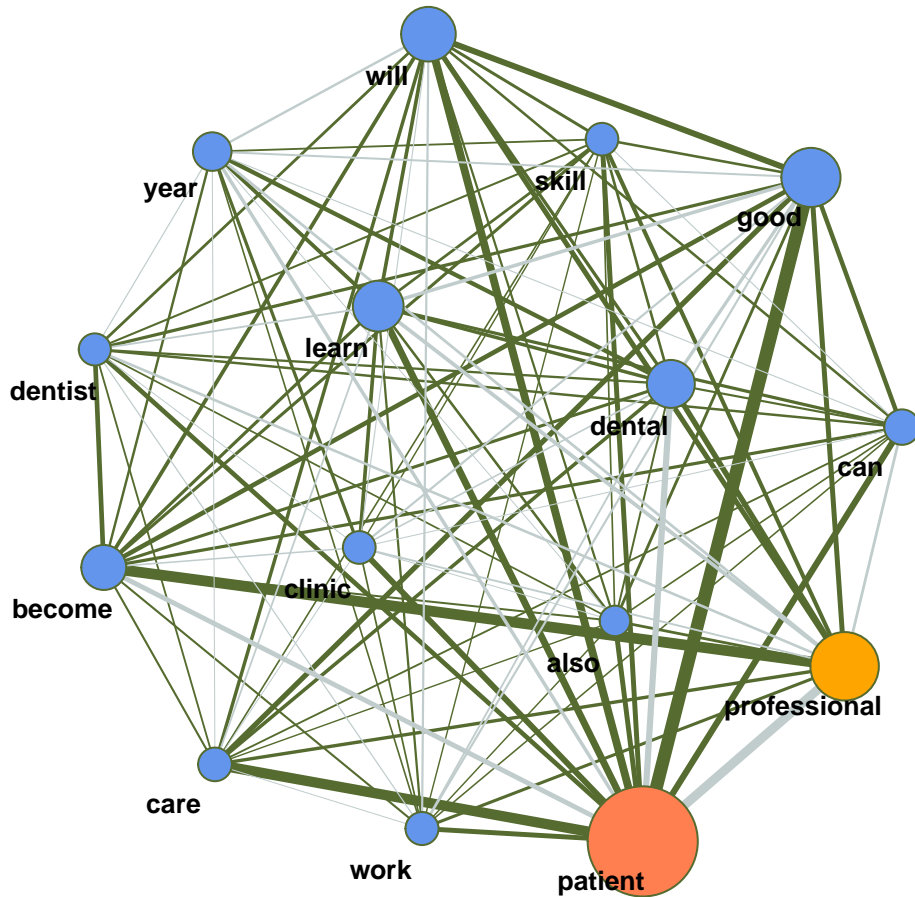 will
skill
year
good
learn
dentist
dental
can
clinic
become
also
professional
care
work
patient